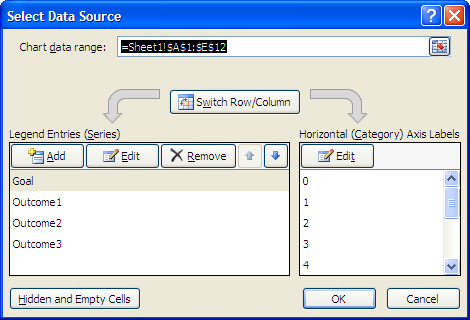 Select Data Source
Chart data range: =Sheet1!$A$1:$E$12
Switch Row/Column
Legend Entries (Series)
Add Edit Remove
Goal
Outcome1
Outcome2
Outcome3
Horizontal (Category) Axis Labels
Edit
0
1
2
3
4
Hidden and Empty Cells
OK Cancel